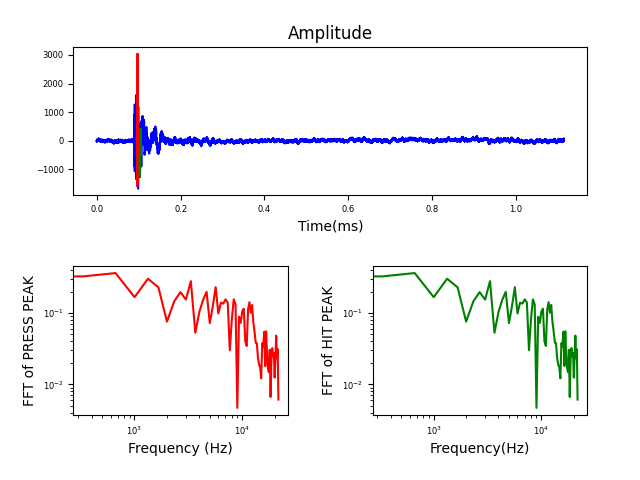 Amplitude
3000
2000
1000
0
−1000
0.0 0.2 0.4 0.6 0.8 1.0
Time(ms)
FFT of PRESS PEAK
10⁻¹
10⁻²
10³ 10⁴
Frequency (Hz)
FFT of HIT PEAK
10⁻¹
10⁻²
10³ 10⁴
Frequency(Hz)